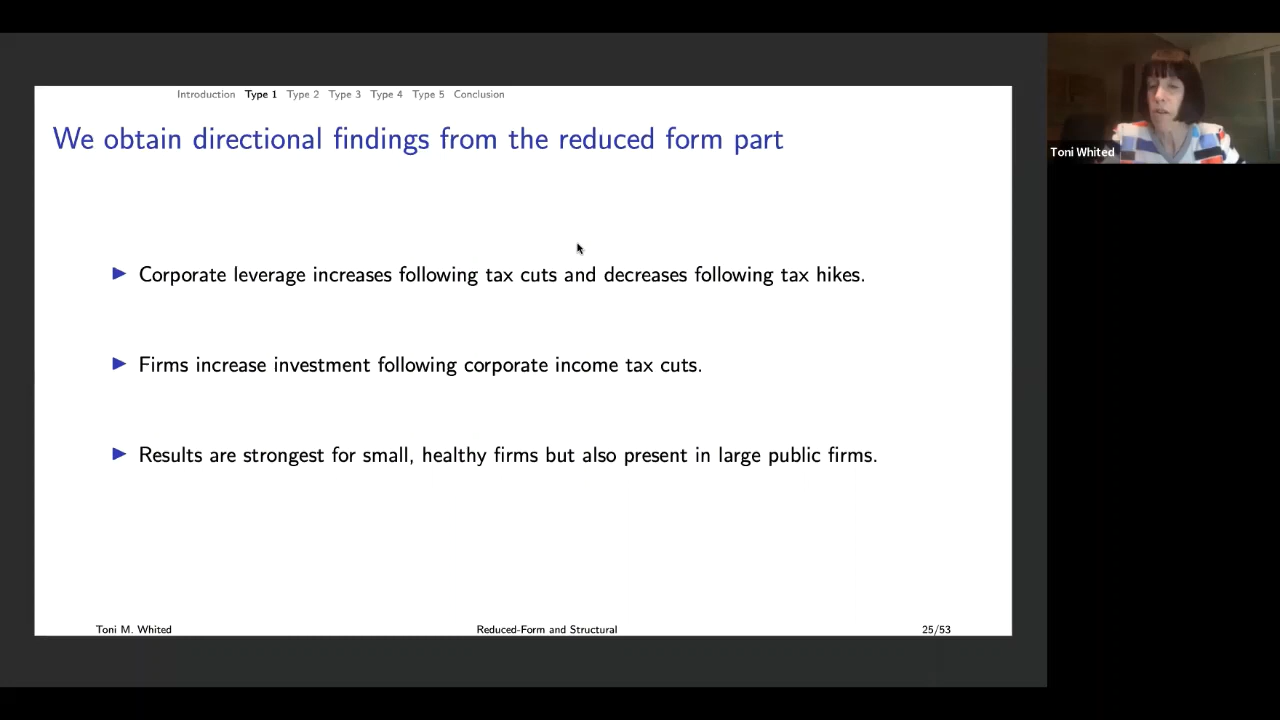 Introduction Type 1 Type 2 Type 3 Type 4 Type 5 Conclusion
We obtain directional findings from the reduced form part
Corporate leverage increases following tax cuts and decreases following tax hikes.
Firms increase investment following corporate income tax cuts.
Results are strongest for small, healthy firms but also present in large public firms.
Toni M. Whited Reduced-Form and Structural 25/53
Toni Whited